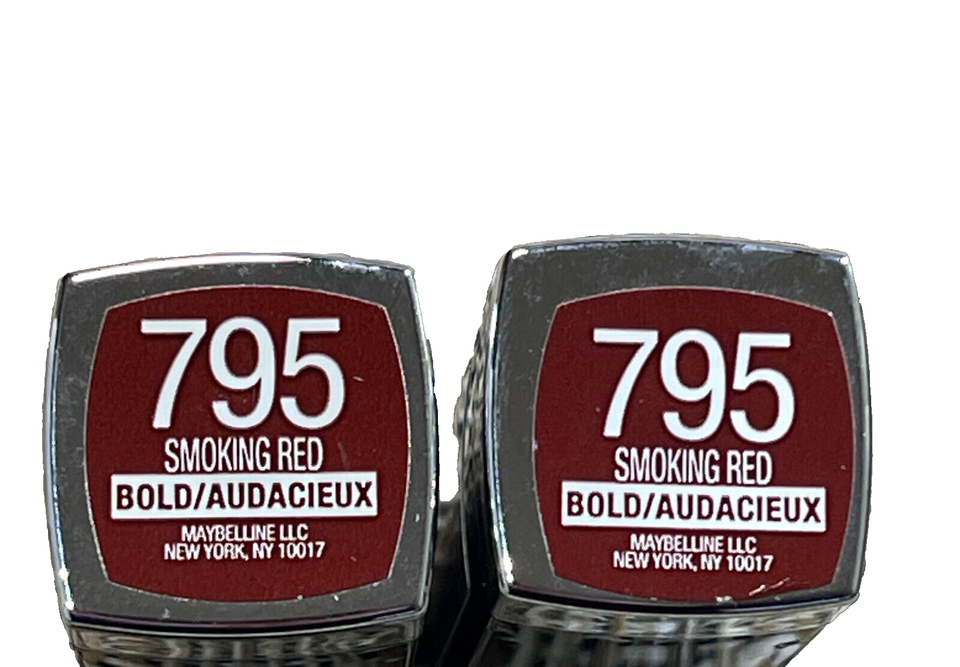 795
SMOKING RED
BOLD/AUDACIEUX
MAYBELLINE LLC
NEW YORK, NY 10017
795
SMOKING RED
BOLD/AUDACIEUX
MAYBELLINE LLC
NEW YORK, NY 10017